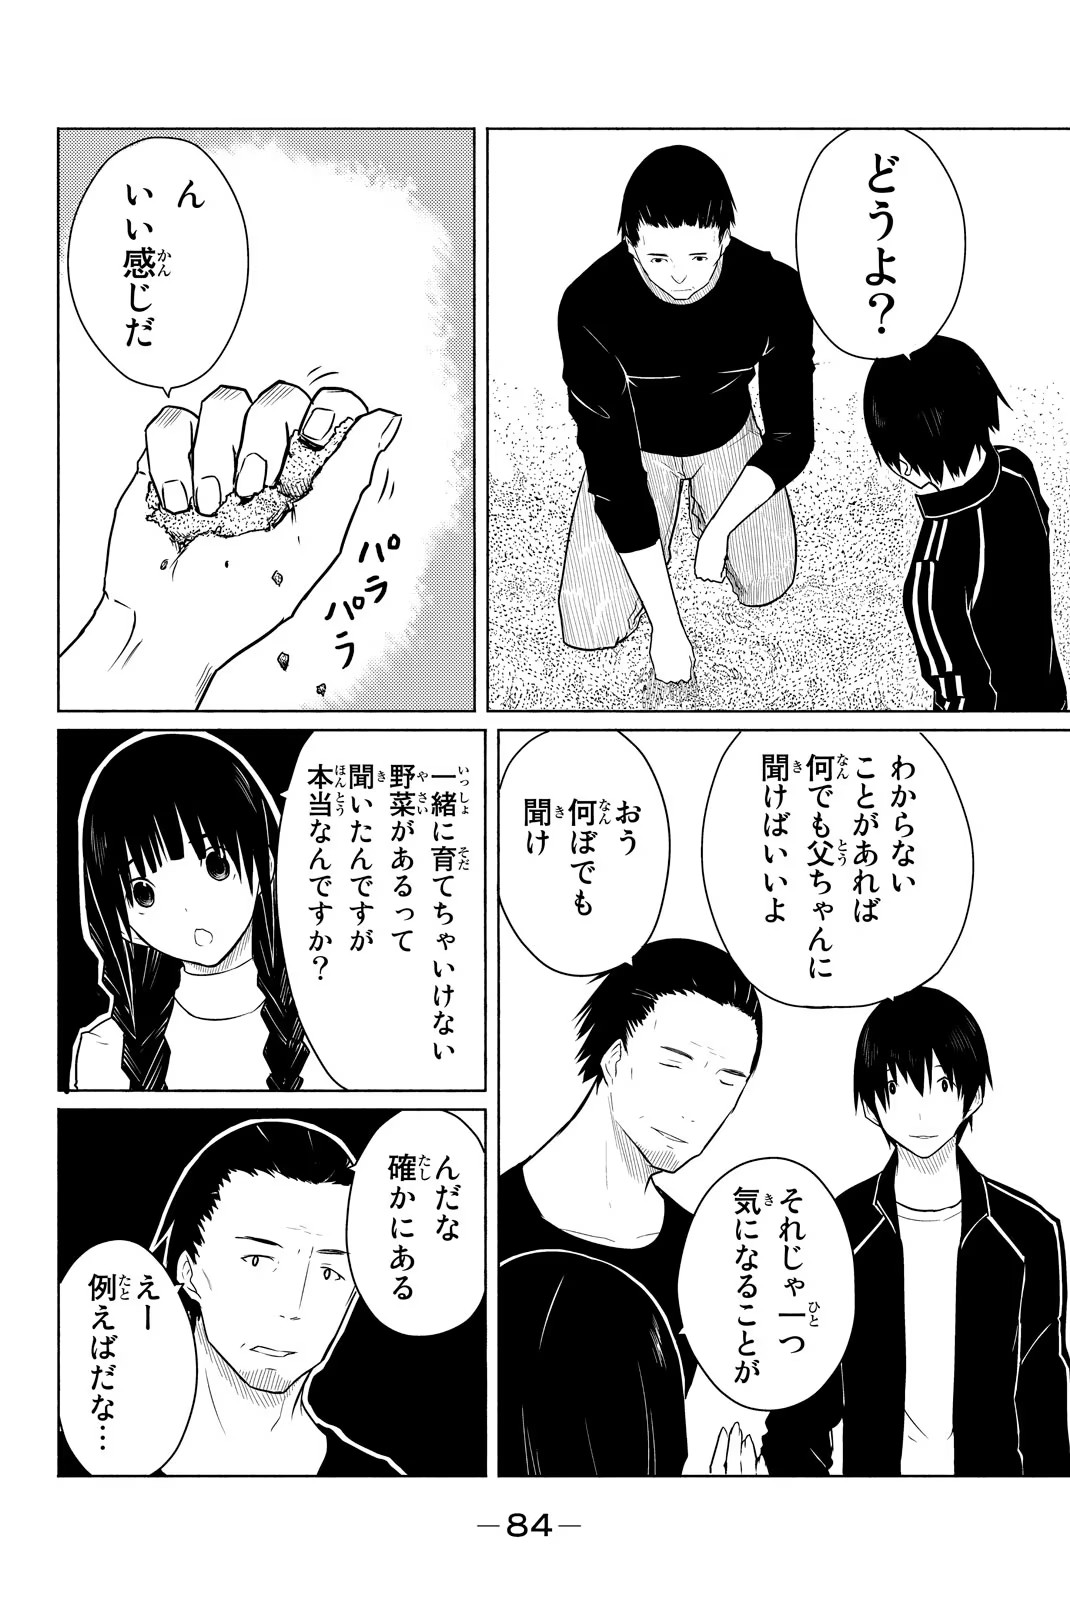 どうよ？
ん
いい感じだ
パラ
パラ
わからない
ことがあれば
何でも父ちゃんに
聞けばいいよ
おう
何ぼでも
聞け
それじゃ一つ
気になることが
一緒に育てちゃいけない
野菜があるって
聞いたんですが
本当なんですか？
んだな
確かにある
えー
例えばだな…
—84—